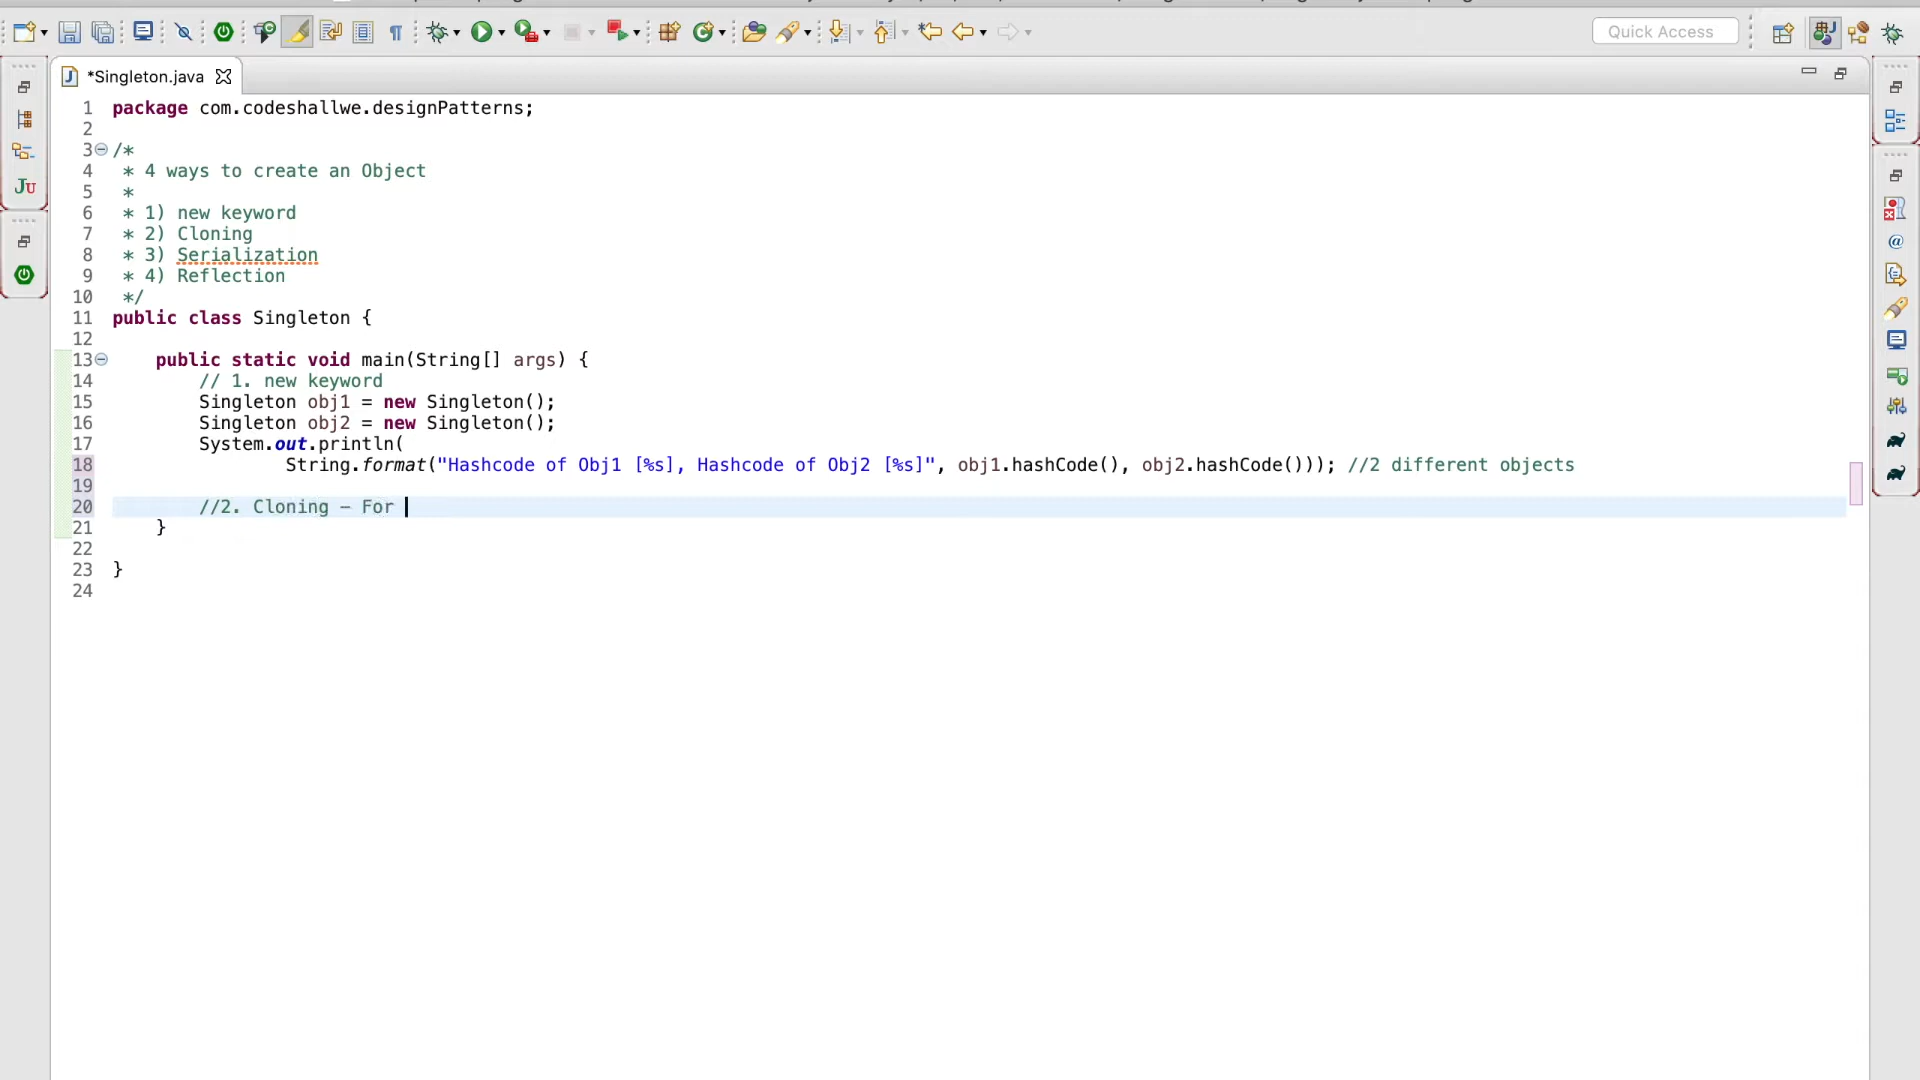 Quick Access
*Singleton.java
1 package com.codeshallwe.designPatterns;
2
3 /*
4 * 4 ways to create an Object
5 *
6 * 1) new keyword
7 * 2) Cloning
8 * 3) Serialization
9 * 4) Reflection
10 */
11 public class Singleton {
12
13 public static void main(String[] args) {
14 // 1. new keyword
15 Singleton obj1 = new Singleton();
16 Singleton obj2 = new Singleton();
17 System.out.println(
18 String.format("Hashcode of Obj1 [%s], Hashcode of Obj2 [%s]", obj1.hashCode(), obj2.hashCode())); //2 different objects
19
20 //2. Cloning - For
21 }
22
23 }
24